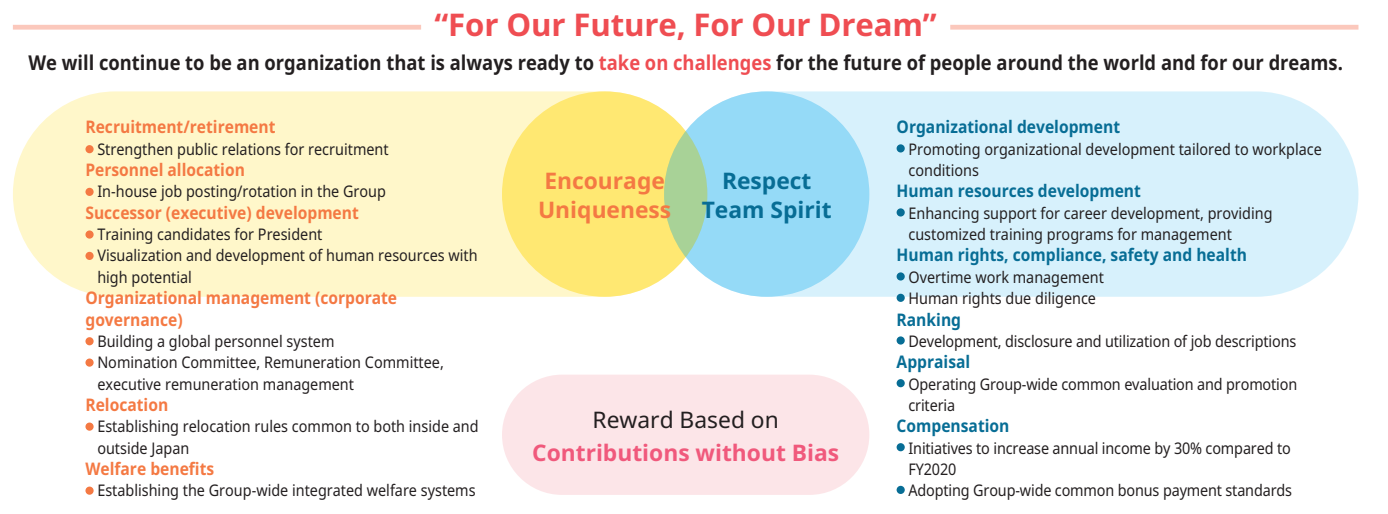 “For Our Future, For Our Dream”
We will continue to be an organization that is always ready to take on challenges for the future of people around the world and for our dreams.
Recruitment/retirement
● Strengthen public relations for recruitment
Personnel allocation
● In-house job posting/rotation in the Group
Successor (executive) development
● Training candidates for President
● Visualization and development of human resources with
high potential
Organizational management (corporate
governance)
● Building a global personnel system
● Nomination Committee, Remuneration Committee,
executive remuneration management
Relocation
● Establishing relocation rules common to both inside and
outside Japan
Welfare benefits
● Establishing the Group-wide integrated welfare systems
Encourage
Uniqueness
Respect
Team Spirit
Reward Based on
Contributions without Bias
Organizational development
● Promoting organizational development tailored to workplace
conditions
Human resources development
● Enhancing support for career development, providing
customized training programs for management
Human rights, compliance, safety and health
● Overtime work management
● Human rights due diligence
Ranking
● Development, disclosure and utilization of job descriptions
Appraisal
● Operating Group-wide common evaluation and promotion
criteria
Compensation
● Initiatives to increase annual income by 30% compared to
FY2020
● Adopting Group-wide common bonus payment standards